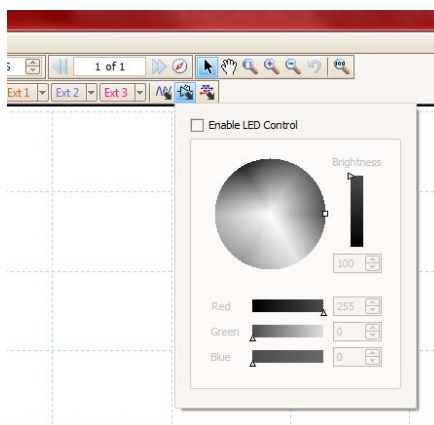 1 of 1
Ext 1 Ext 2 Ext 3
Enable LED Control
Brightness
100
Red 255
Green 0
Blue 0